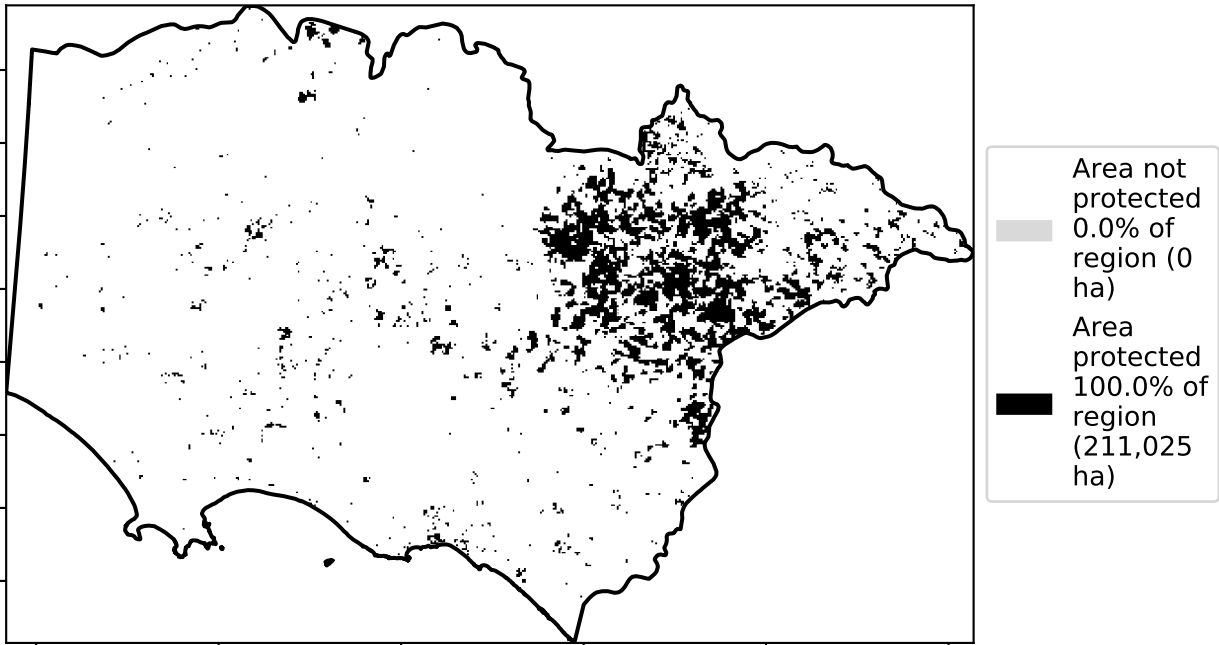 Area not
protected
0.0% of
region (0
ha)
Area
protected
100.0% of
region
(211,025
ha)